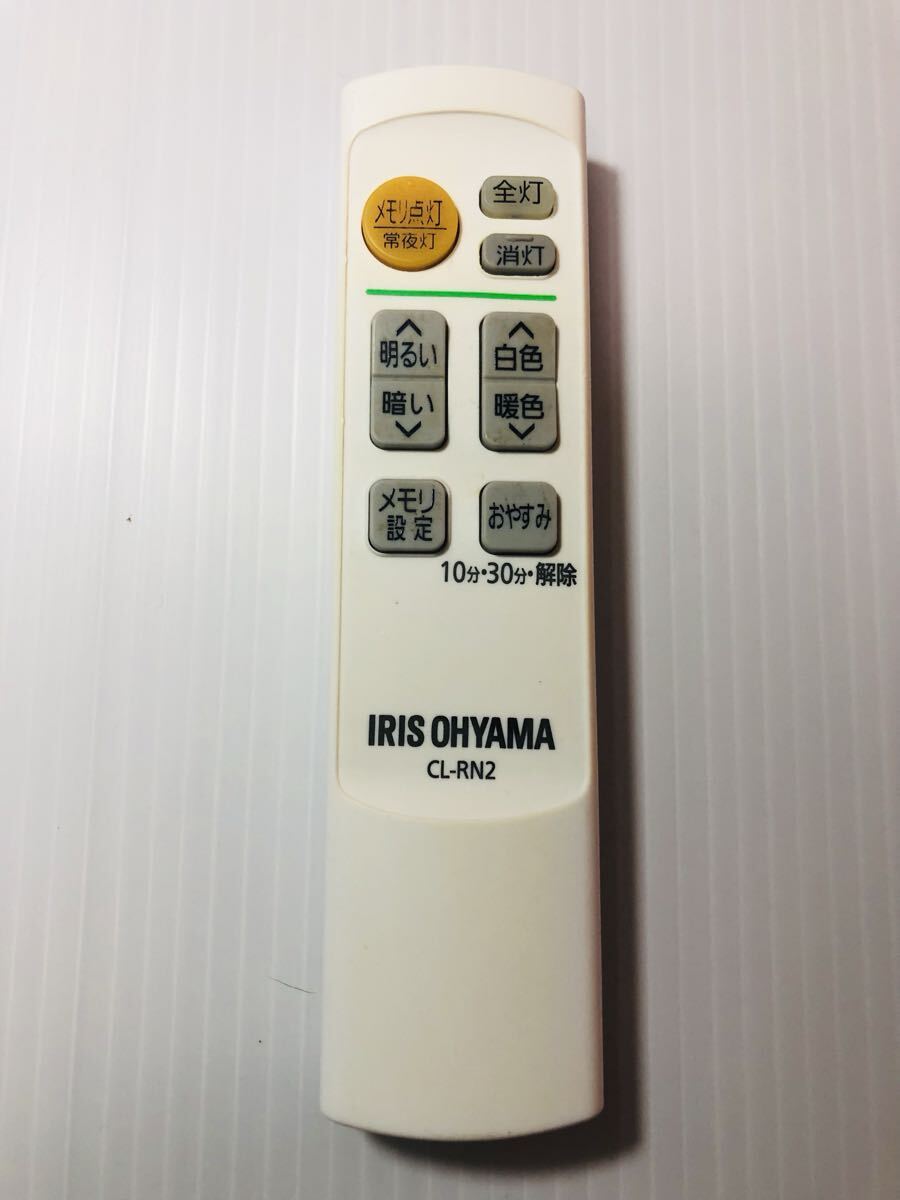 メモリ点灯
常夜灯
全灯
消灯
明るい
暗い
白色
暖色
メモリ
設定
おやすみ
10分・30分・解除
IRIS OHYAMA
CL-RN2